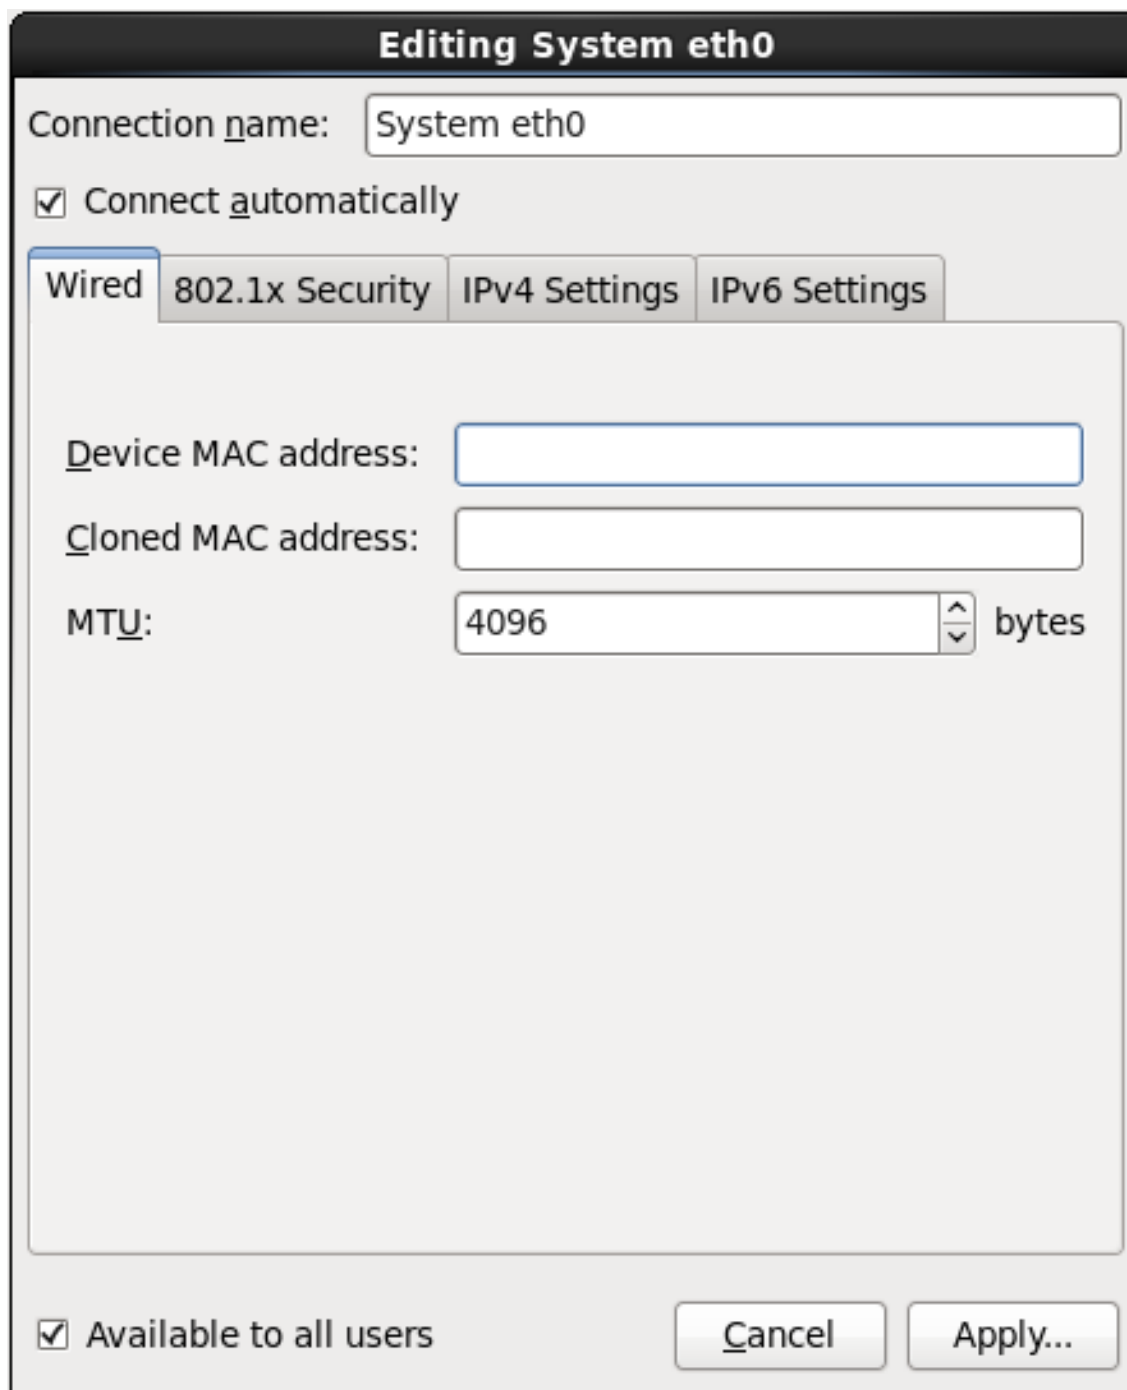 Editing System eth0
Connection name: System eth0
Connect automatically
Wired 802.1x Security IPv4 Settings IPv6 Settings
Device MAC address:
Cloned MAC address:
MTU: 4096 bytes
Available to all users Cancel Apply...